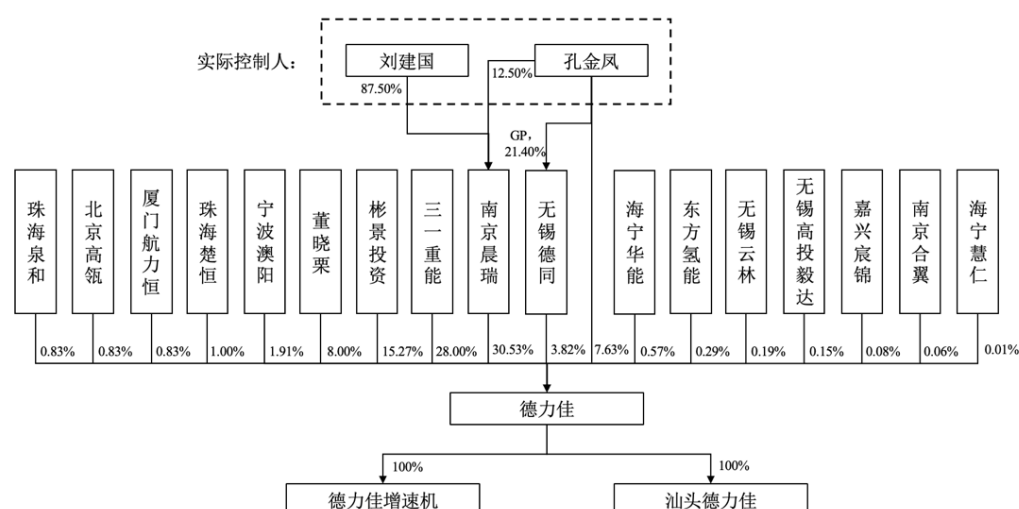 实际控制人：
刘建国
孔金凤
87.50%
12.50%
GP，
21.40%
珠海泉和
北京高瓴
厦门航力恒
珠海楚恒
宁波澳阳
董晓栗
彬景投资
三一重能
南京晨瑞
无锡德同
海宁华能
东方氢能
无锡云林
无锡高投毅达
嘉兴宸锦
南京合翼
海宁慧仁
0.83%
0.83%
0.83%
1.00%
1.91%
8.00%
15.27%
28.00%
30.53%
3.82%
7.63%
0.57%
0.29%
0.19%
0.15%
0.08%
0.06%
0.01%
德力佳
100%
100%
德力佳增速机
汕头德力佳